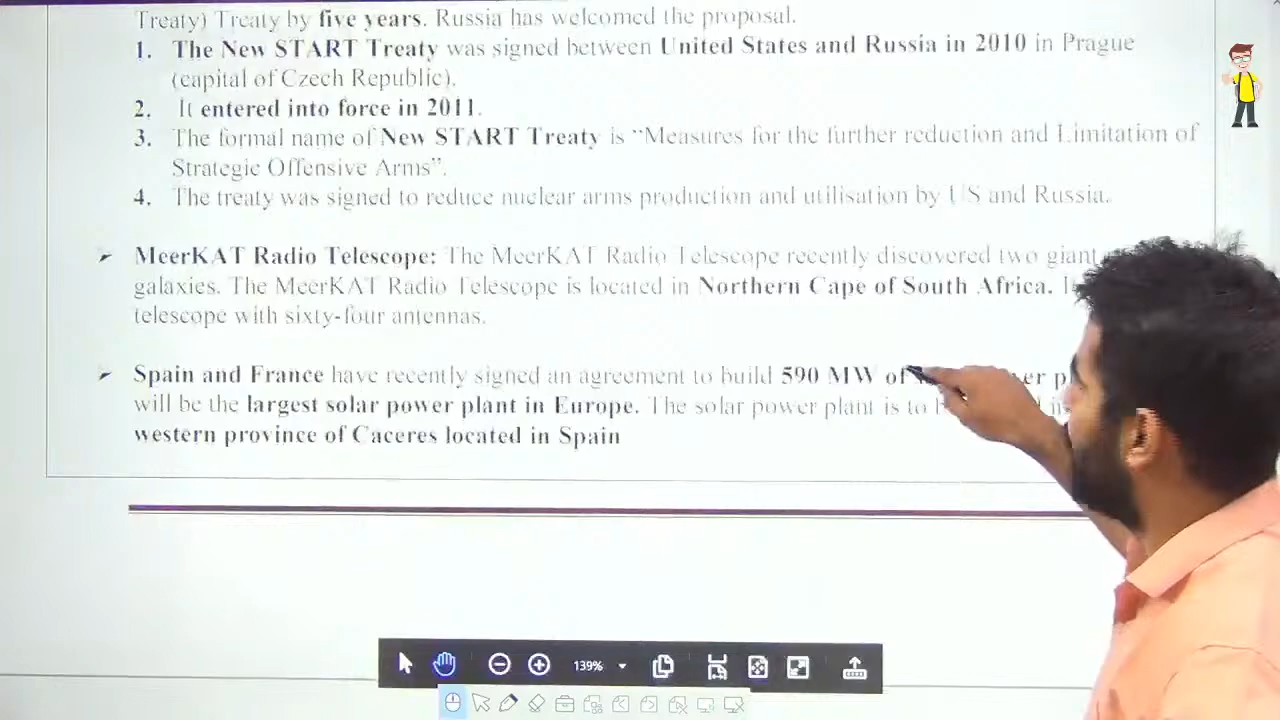 Treaty) Treaty by five years. Russia has welcomed the proposal.
1. The New START Treaty was signed between United States and Russia in 2010 in Prague
(capital of Czech Republic).
2. It entered into force in 2011.
3. The formal name of New START Treaty is “Measures for the further reduction and Limitation of
Strategic Offensive Arms”.
4. The treaty was signed to reduce nuclear arms production and utilisation by US and Russia.
➢ MeerKAT Radio Telescope: The MeerKAT Radio Telescope recently discovered two giant
galaxies. The MeerKAT Radio Telescope is located in Northern Cape of South Africa.
telescope with sixty-four antennas.
➢ Spain and France have recently signed an agreement to build 590 MW of
will be the largest solar power plant in Europe. The solar power plant is to
western province of Caceres located in Spain
139%